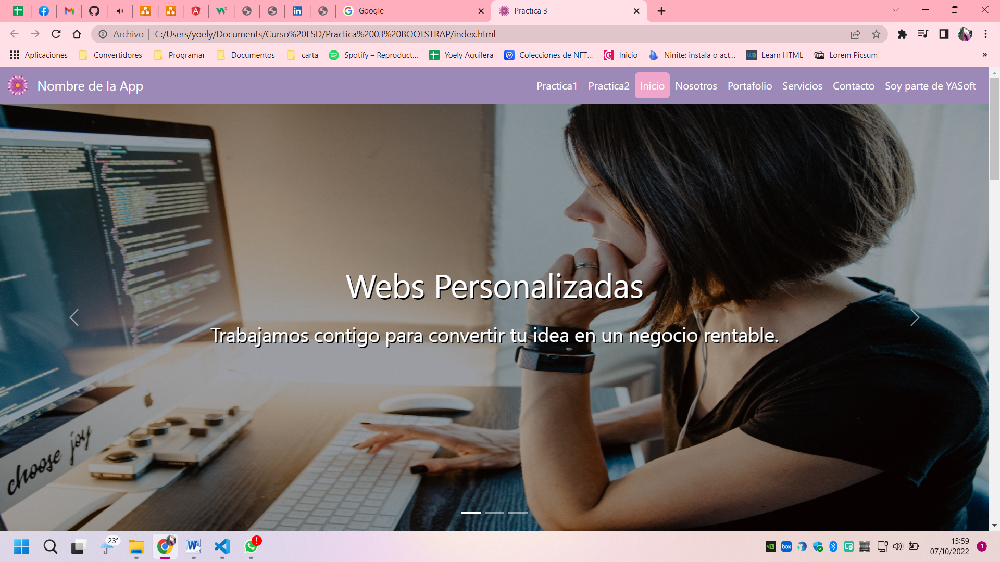 Google
Practica 3
Archivo | C:/Users/yoely/Documents/Curso%20FSD/Practica%2003%20BOOTSTRAP/index.html
Aplicaciones Convertidores Programar Documentos carta Spotify – Reproduct... Yoely Aguilera Colecciones de NFT... Inicio Ninite: instala o act... Learn HTML Lorem Picsum »
Nombre de la App
Practica1 Practica2 Inicio Nosotros Portafolio Servicios Contacto Soy parte de YASoft
Webs Personalizadas
Trabajamos contigo para convertir tu idea en un negocio rentable.
choose joy
23°
box
15:59
07/10/2022
1